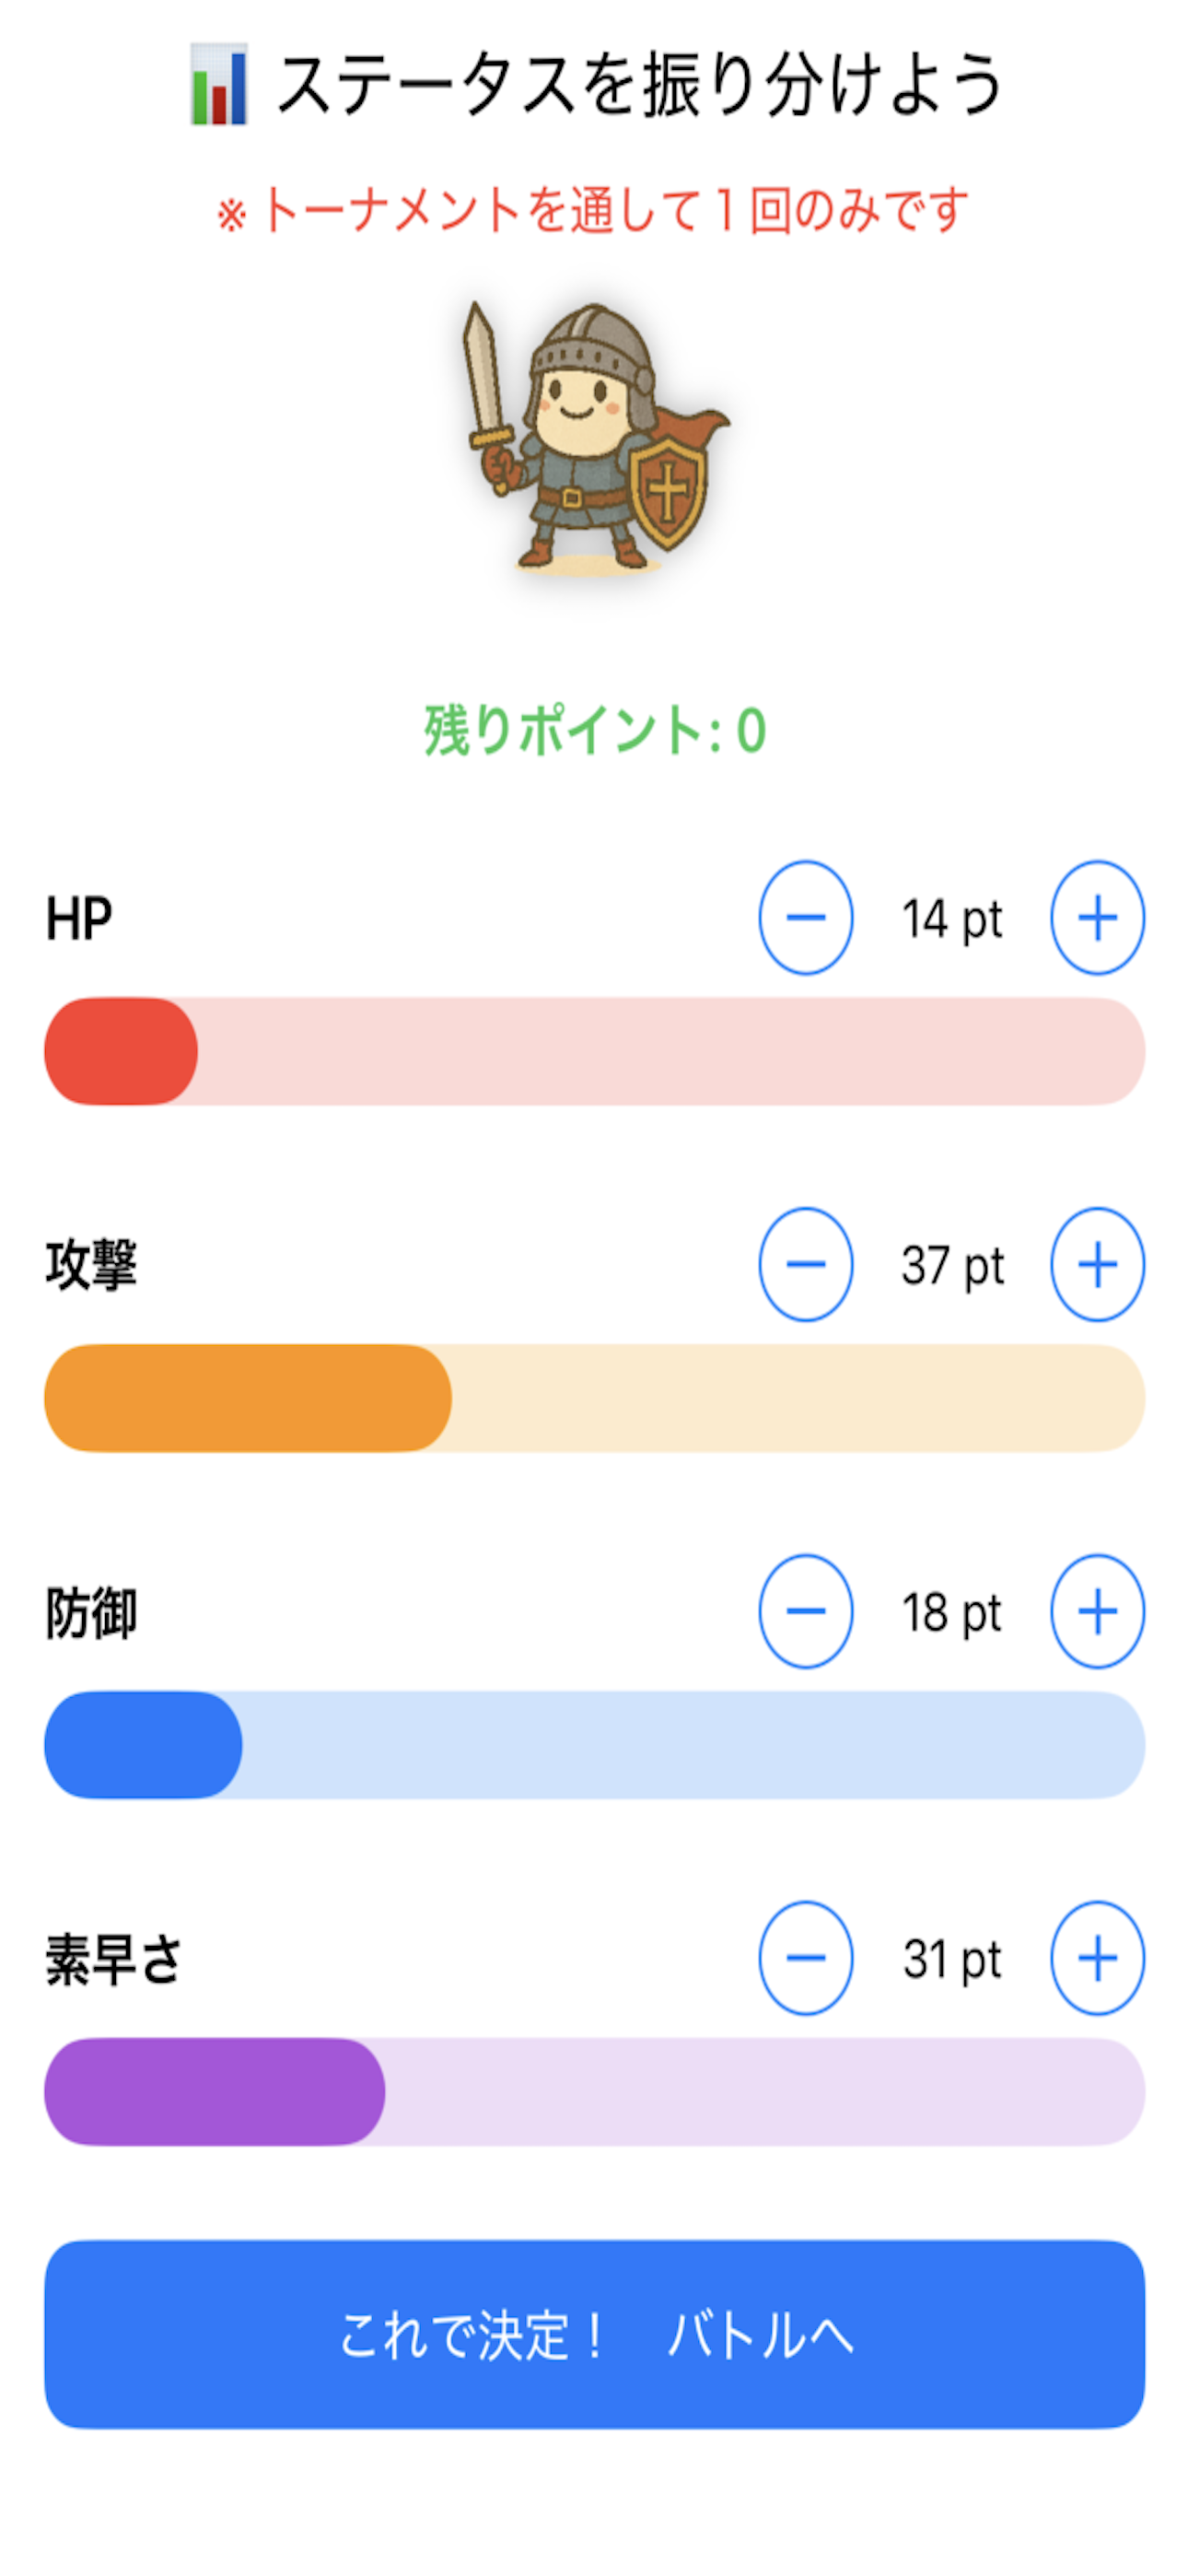 ステータスを振り分けよう
※トーナメントを通して1回のみです
残りポイント: 0
HP
14 pt
攻撃
37 pt
防御
18 pt
素早さ
31 pt
これで決定！　バトルへ